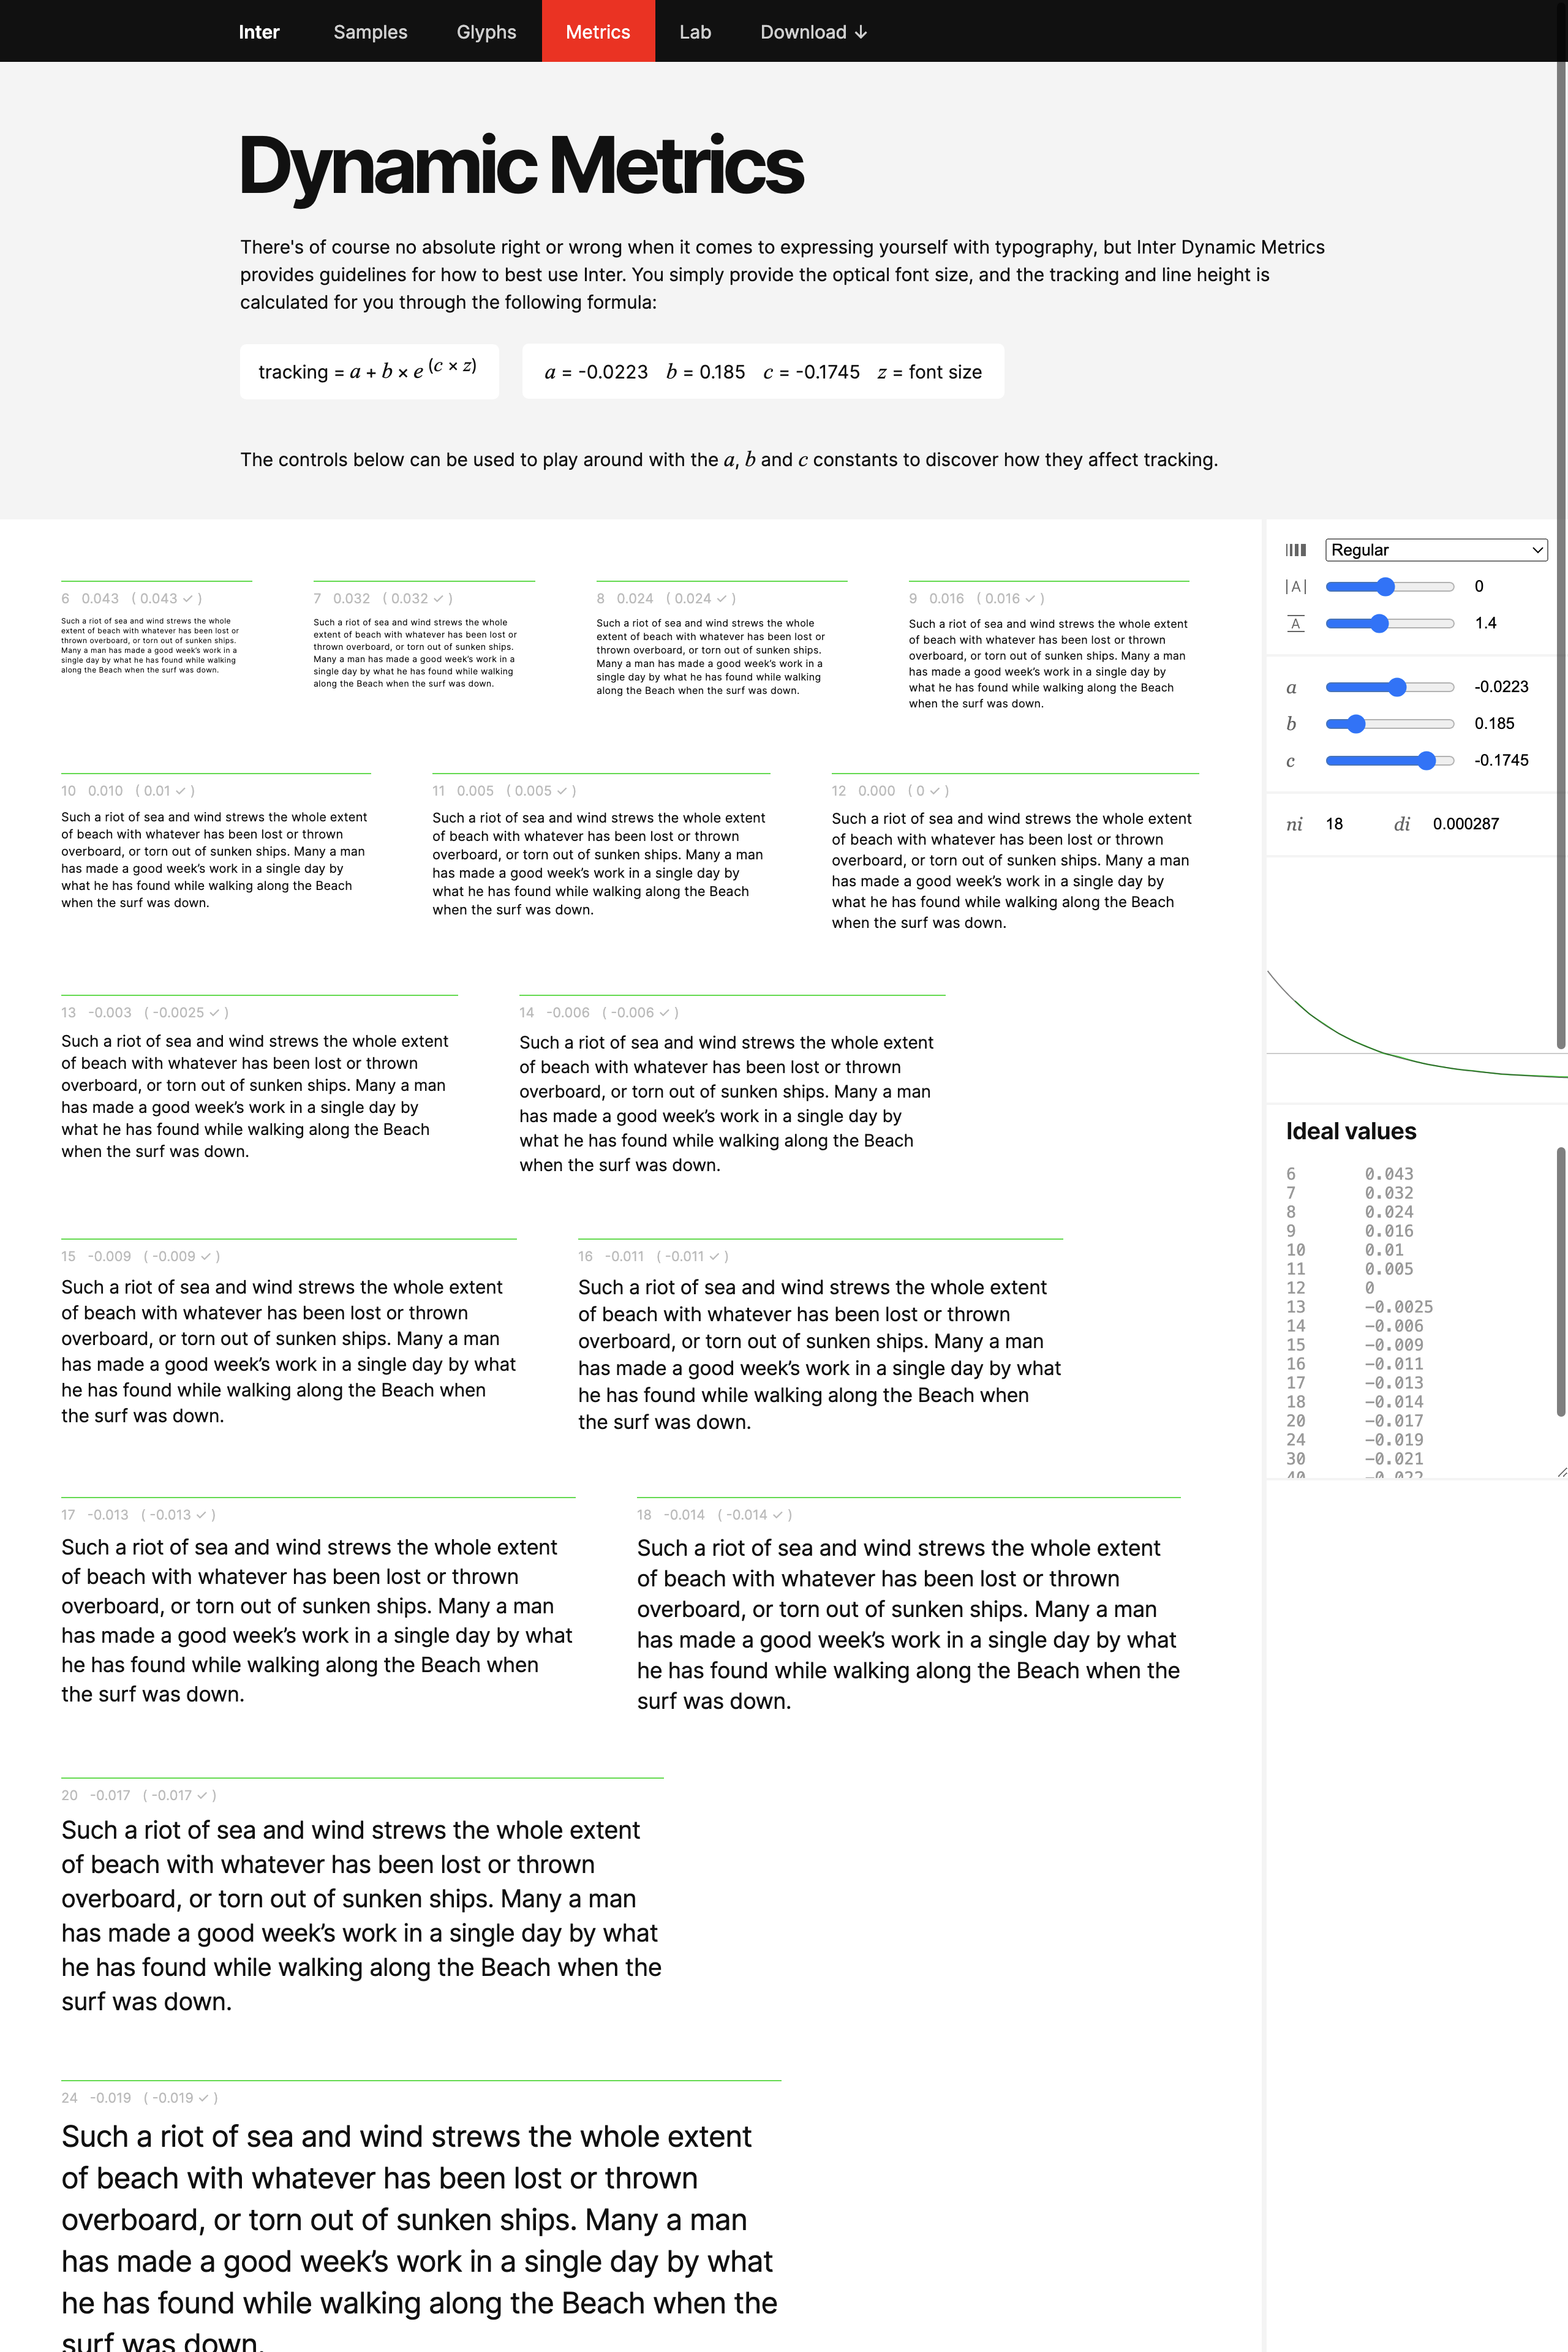 Inter Samples Glyphs Metrics Lab Download ↓
Dynamic Metrics
There's of course no absolute right or wrong when it comes to expressing yourself with typography, but Inter Dynamic Metrics
provides guidelines for how to best use Inter. You simply provide the optical font size, and the tracking and line height is
calculated for you through the following formula:
tracking = a + b × e (c × z)
a = -0.0223 b = 0.185 c = -0.1745 z = font size
The controls below can be used to play around with the a, b and c constants to discover how they affect tracking.
6 0.043 ( 0.043 ✓ )
Such a riot of sea and wind strews the whole
extent of beach with whatever has been lost or
thrown overboard, or torn out of sunken ships.
Many a man has made a good week’s work in a
single day by what he has found while walking
along the Beach when the surf was down.
7 0.032 ( 0.032 ✓ )
Such a riot of sea and wind strews the whole
extent of beach with whatever has been lost or
thrown overboard, or torn out of sunken ships.
Many a man has made a good week’s work in a
single day by what he has found while walking
along the Beach when the surf was down.
8 0.024 ( 0.024 ✓ )
Such a riot of sea and wind strews the whole
extent of beach with whatever has been lost or
thrown overboard, or torn out of sunken ships.
Many a man has made a good week’s work in a
single day by what he has found while walking
along the Beach when the surf was down.
9 0.016 ( 0.016 ✓ )
Such a riot of sea and wind strews the whole extent
of beach with whatever has been lost or thrown
overboard, or torn out of sunken ships. Many a man
has made a good week’s work in a single day by
what he has found while walking along the Beach
when the surf was down.
10 0.010 ( 0.01 ✓ )
Such a riot of sea and wind strews the whole extent
of beach with whatever has been lost or thrown
overboard, or torn out of sunken ships. Many a man
has made a good week’s work in a single day by
what he has found while walking along the Beach
when the surf was down.
11 0.005 ( 0.005 ✓ )
Such a riot of sea and wind strews the whole extent
of beach with whatever has been lost or thrown
overboard, or torn out of sunken ships. Many a man
has made a good week’s work in a single day by
what he has found while walking along the Beach
when the surf was down.
12 0.000 ( 0 ✓ )
Such a riot of sea and wind strews the whole extent
of beach with whatever has been lost or thrown
overboard, or torn out of sunken ships. Many a man
has made a good week’s work in a single day by
what he has found while walking along the Beach
when the surf was down.
13 -0.003 ( -0.0025 ✓ )
Such a riot of sea and wind strews the whole extent
of beach with whatever has been lost or thrown
overboard, or torn out of sunken ships. Many a man
has made a good week’s work in a single day by
what he has found while walking along the Beach
when the surf was down.
14 -0.006 ( -0.006 ✓ )
Such a riot of sea and wind strews the whole extent
of beach with whatever has been lost or thrown
overboard, or torn out of sunken ships. Many a man
has made a good week’s work in a single day by
what he has found while walking along the Beach
when the surf was down.
15 -0.009 ( -0.009 ✓ )
Such a riot of sea and wind strews the whole extent
of beach with whatever has been lost or thrown
overboard, or torn out of sunken ships. Many a man
has made a good week’s work in a single day by what
he has found while walking along the Beach when
the surf was down.
16 -0.011 ( -0.011 ✓ )
Such a riot of sea and wind strews the whole extent
of beach with whatever has been lost or thrown
overboard, or torn out of sunken ships. Many a man
has made a good week’s work in a single day by what
he has found while walking along the Beach when
the surf was down.
17 -0.013 ( -0.013 ✓ )
Such a riot of sea and wind strews the whole extent
of beach with whatever has been lost or thrown
overboard, or torn out of sunken ships. Many a man
has made a good week’s work in a single day by what
he has found while walking along the Beach when
the surf was down.
18 -0.014 ( -0.014 ✓ )
Such a riot of sea and wind strews the whole extent
of beach with whatever has been lost or thrown
overboard, or torn out of sunken ships. Many a man
has made a good week’s work in a single day by what
he has found while walking along the Beach when the
surf was down.
20 -0.017 ( -0.017 ✓ )
Such a riot of sea and wind strews the whole extent
of beach with whatever has been lost or thrown
overboard, or torn out of sunken ships. Many a man
has made a good week’s work in a single day by what
he has found while walking along the Beach when the
surf was down.
24 -0.019 ( -0.019 ✓ )
Such a riot of sea and wind strews the whole extent
of beach with whatever has been lost or thrown
overboard, or torn out of sunken ships. Many a man
has made a good week’s work in a single day by what
he has found while walking along the Beach when the
surf was down.
Regular
|A| 0
A 1.4
a -0.0223
b 0.185
c -0.1745
ni 18 di 0.000287
Ideal values
6 0.043
7 0.032
8 0.024
9 0.016
10 0.01
11 0.005
12 0
13 -0.0025
14 -0.006
15 -0.009
16 -0.011
17 -0.013
18 -0.014
20 -0.017
24 -0.019
30 -0.021
40 -0.022